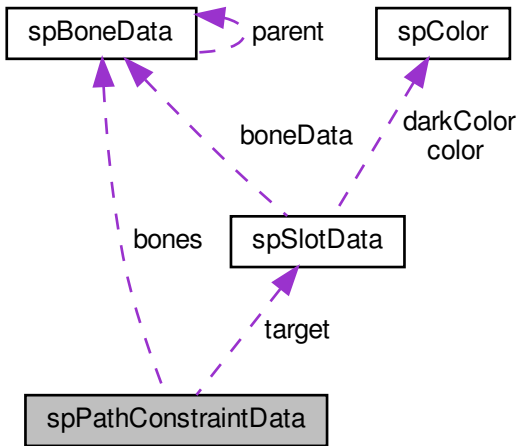 spBoneData
parent
spColor
boneData
darkColor
color
spSlotData
bones
target
spPathConstraintData